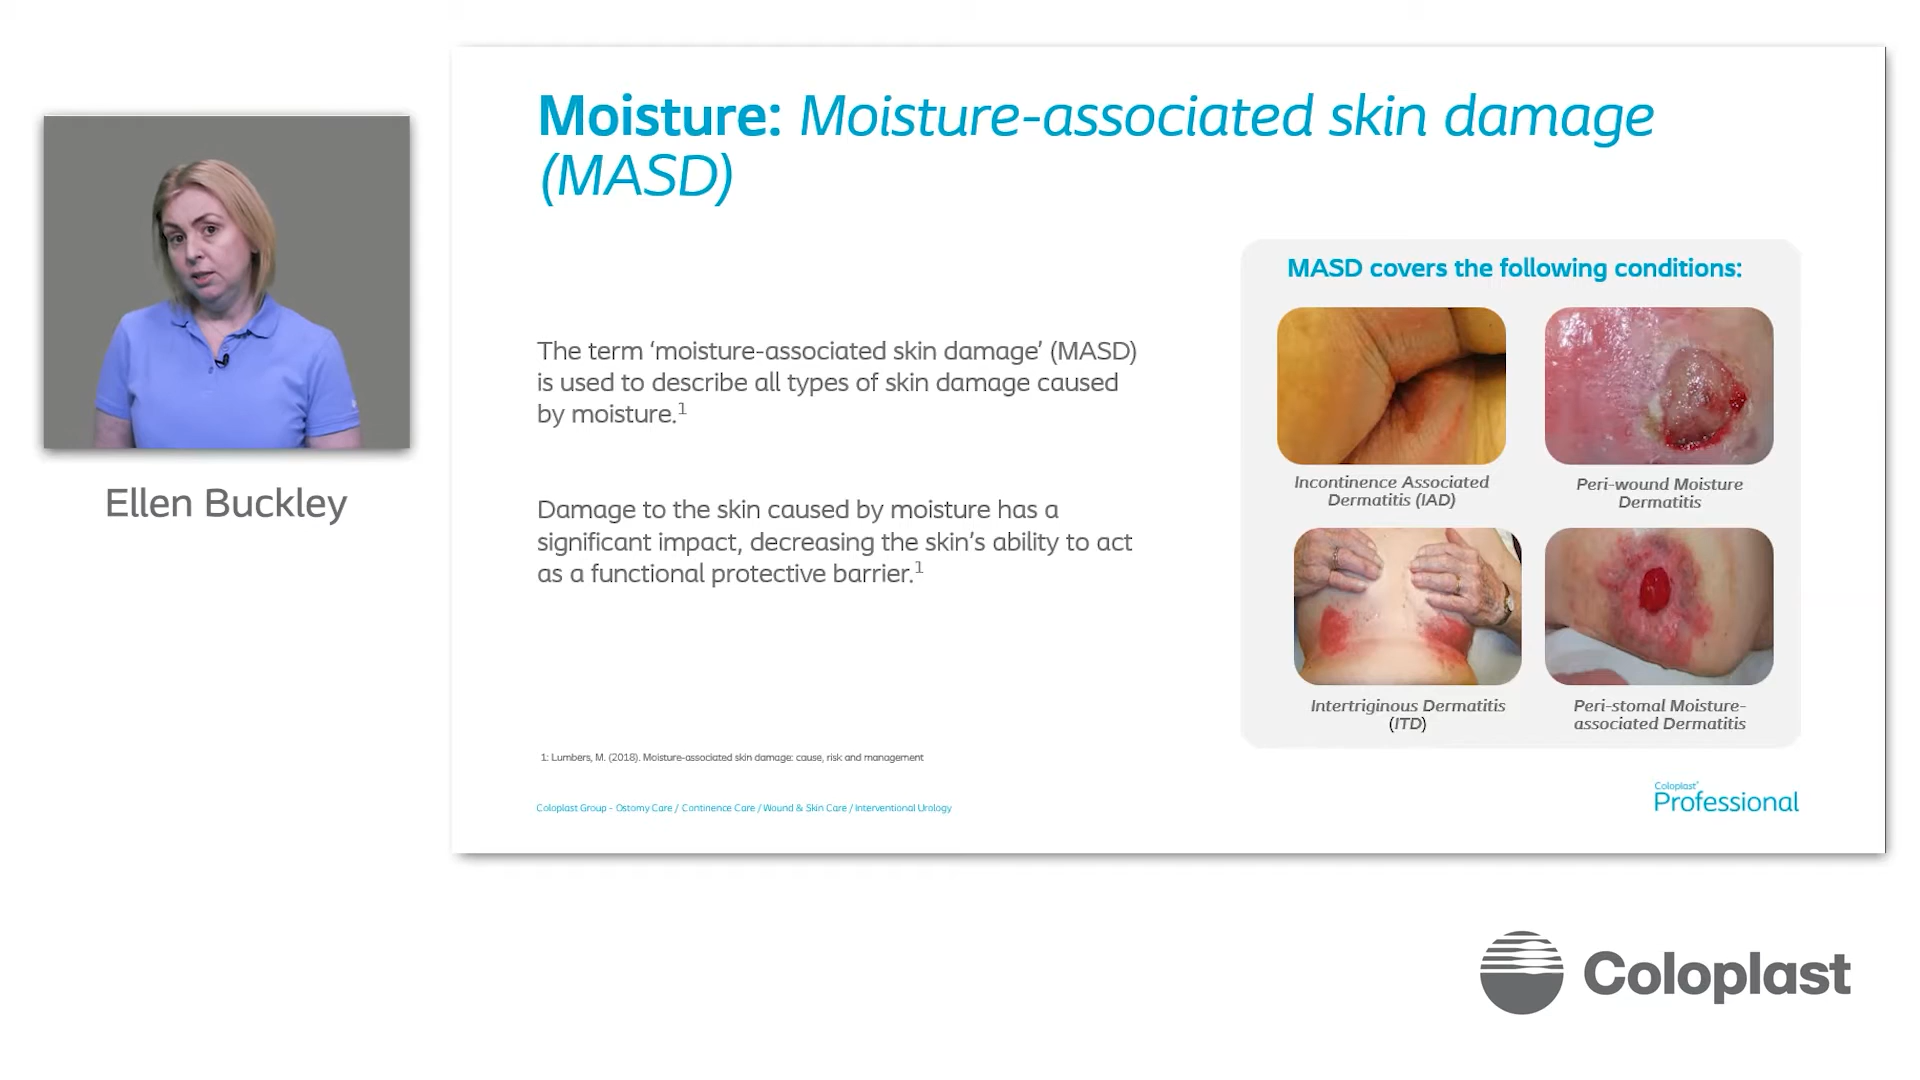 Moisture: Moisture-associated skin damage
(MASD)
Ellen Buckley
The term ‘moisture-associated skin damage’ (MASD)
is used to describe all types of skin damage caused
by moisture.¹
Damage to the skin caused by moisture has a
significant impact, decreasing the skin’s ability to act
as a functional protective barrier.¹
MASD covers the following conditions:
Incontinence Associated
Dermatitis (IAD)
Peri-wound Moisture
Dermatitis
Intertriginous Dermatitis
(ITD)
Peri-stomal Moisture-
associated Dermatitis
1: Lumbers, M. (2018). Moisture-associated skin damage: cause, risk and management
Coloplast Group - Ostomy Care / Continence Care / Wound & Skin Care / Interventional Urology
Coloplast®
Professional
Coloplast